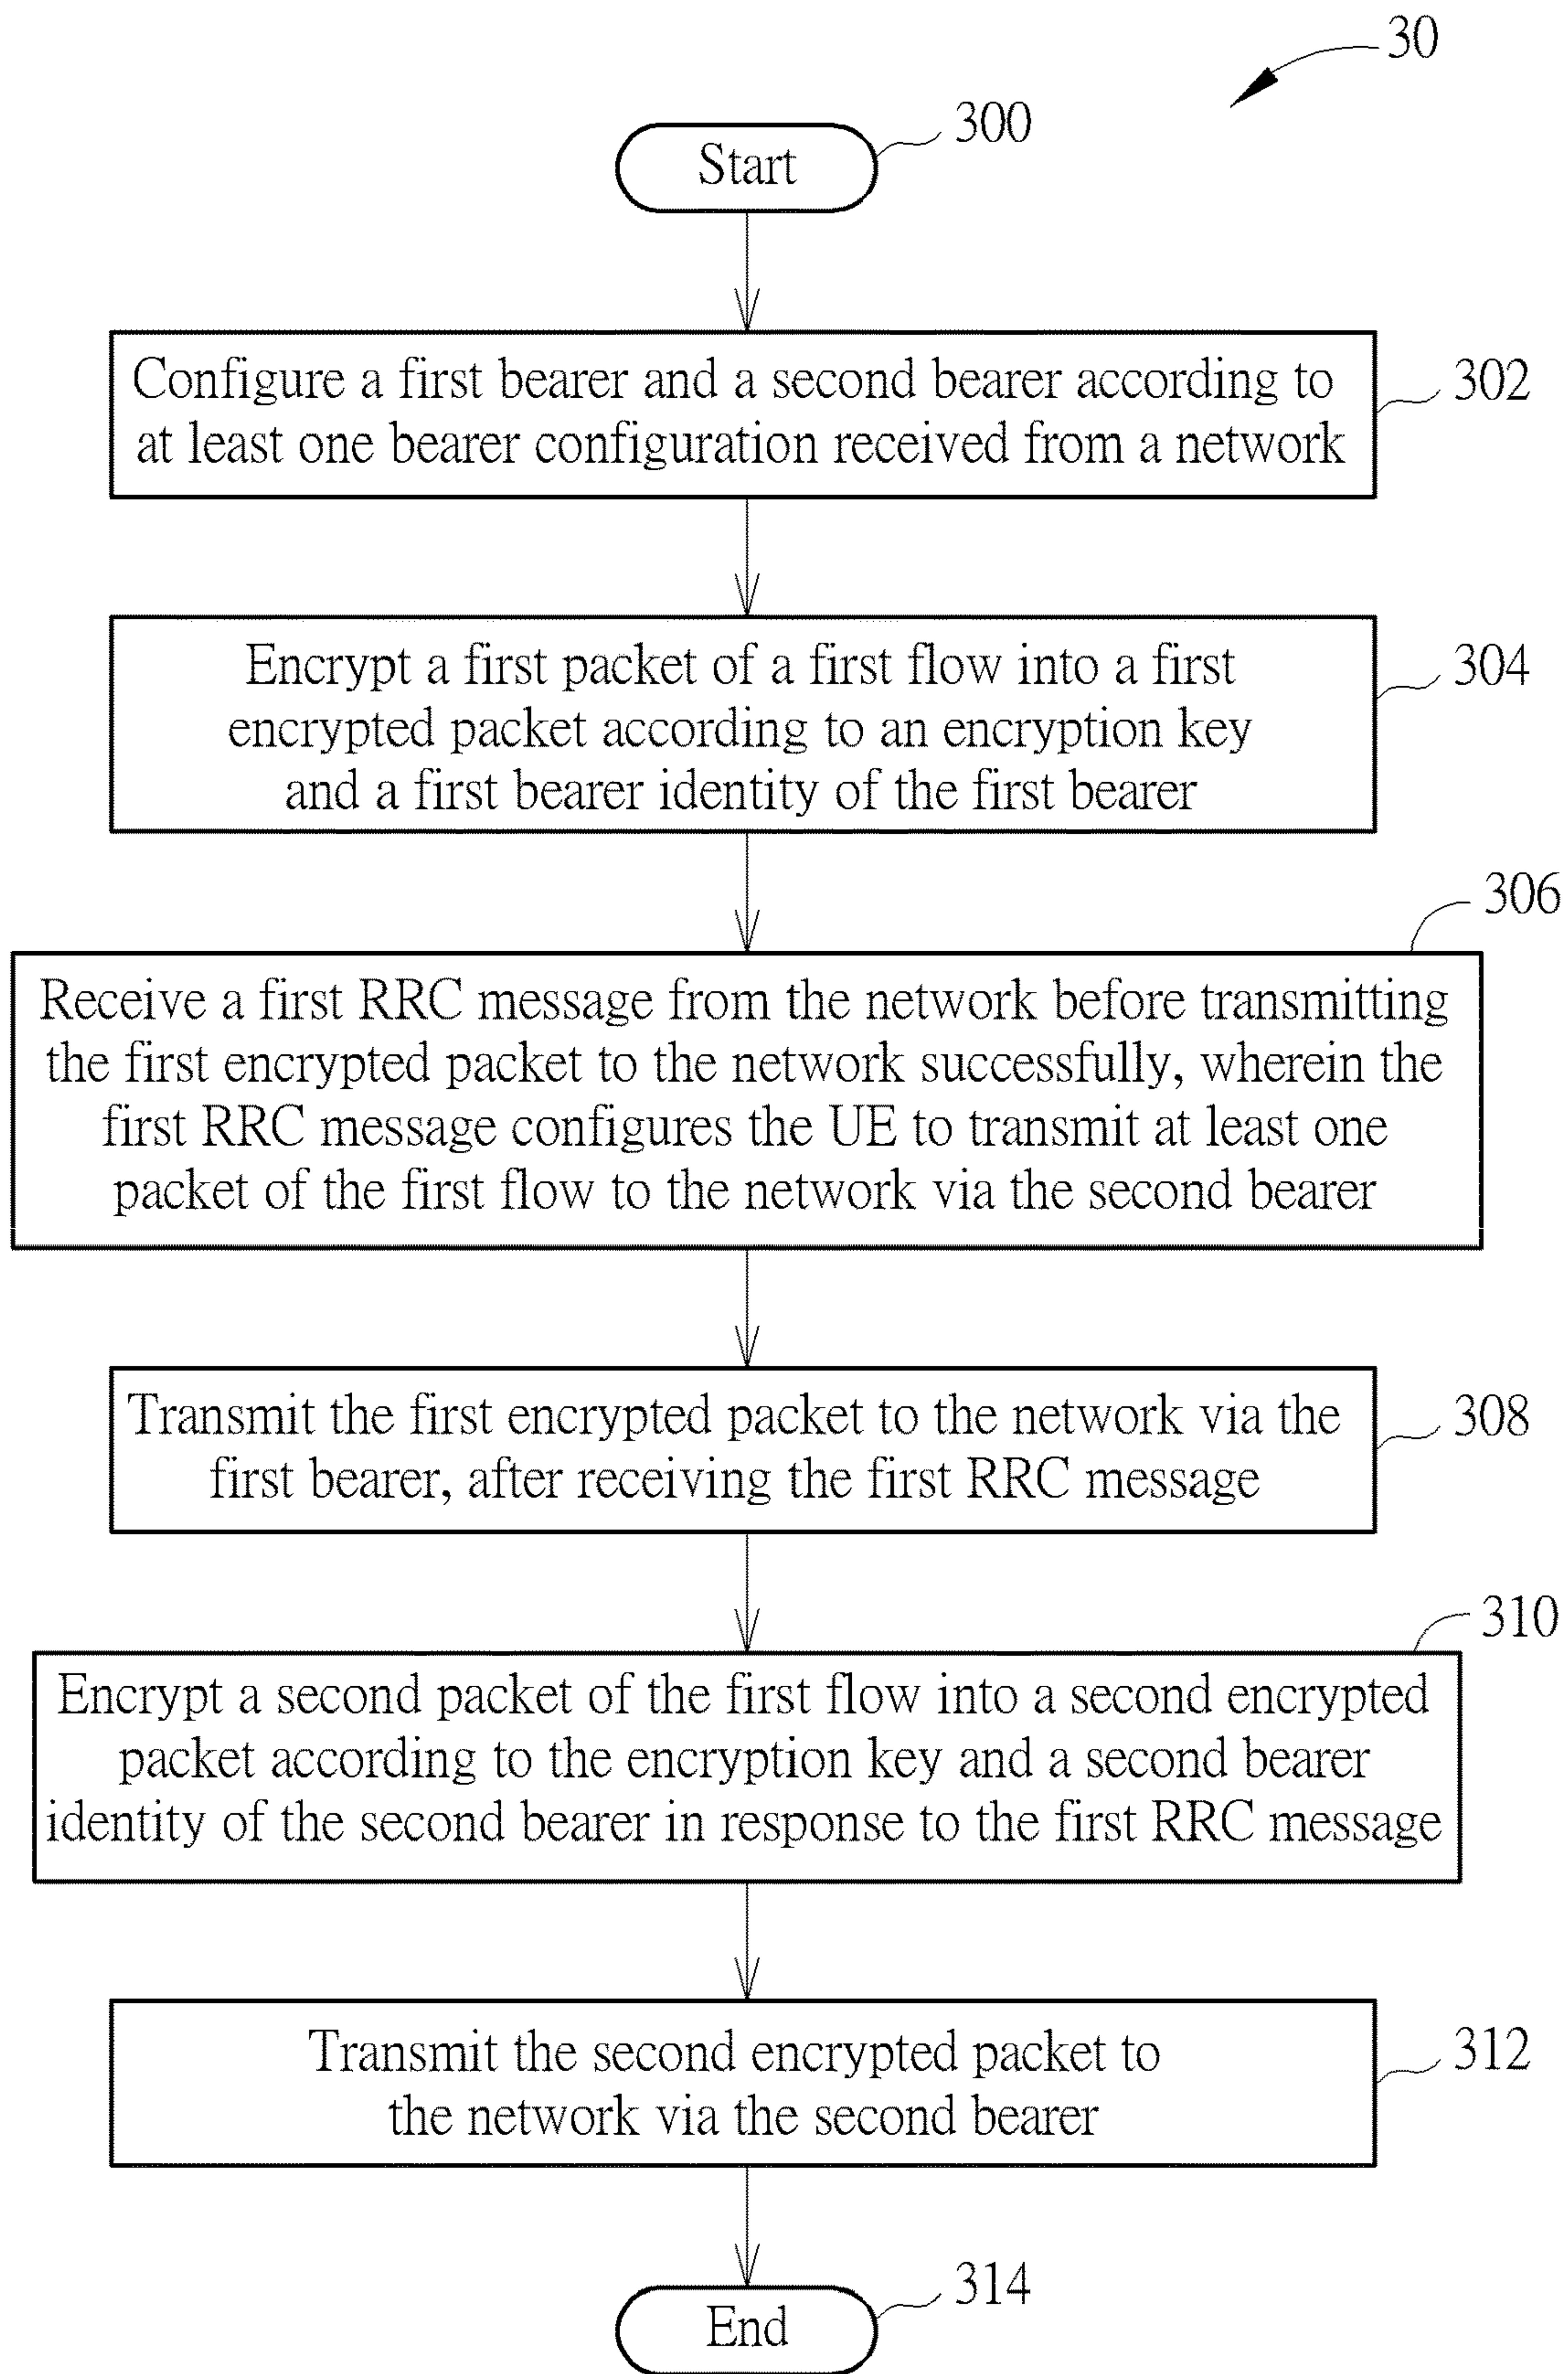 30
300
Start
Configure a first bearer and a second bearer according to
at least one bearer configuration received from a network
302
Encrypt a first packet of a first flow into a first
encrypted packet according to an encryption key
and a first bearer identity of the first bearer
304
306
Receive a first RRC message from the network before transmitting
the first encrypted packet to the network successfully, wherein the
first RRC message configures the UE to transmit at least one
packet of the first flow to the network via the second bearer
Transmit the first encrypted packet to the network via the
first bearer, after receiving the first RRC message
308
310
Encrypt a second packet of the first flow into a second encrypted
packet according to the encryption key and a second bearer
identity of the second bearer in response to the first RRC message
Transmit the second encrypted packet to
the network via the second bearer
312
314
End